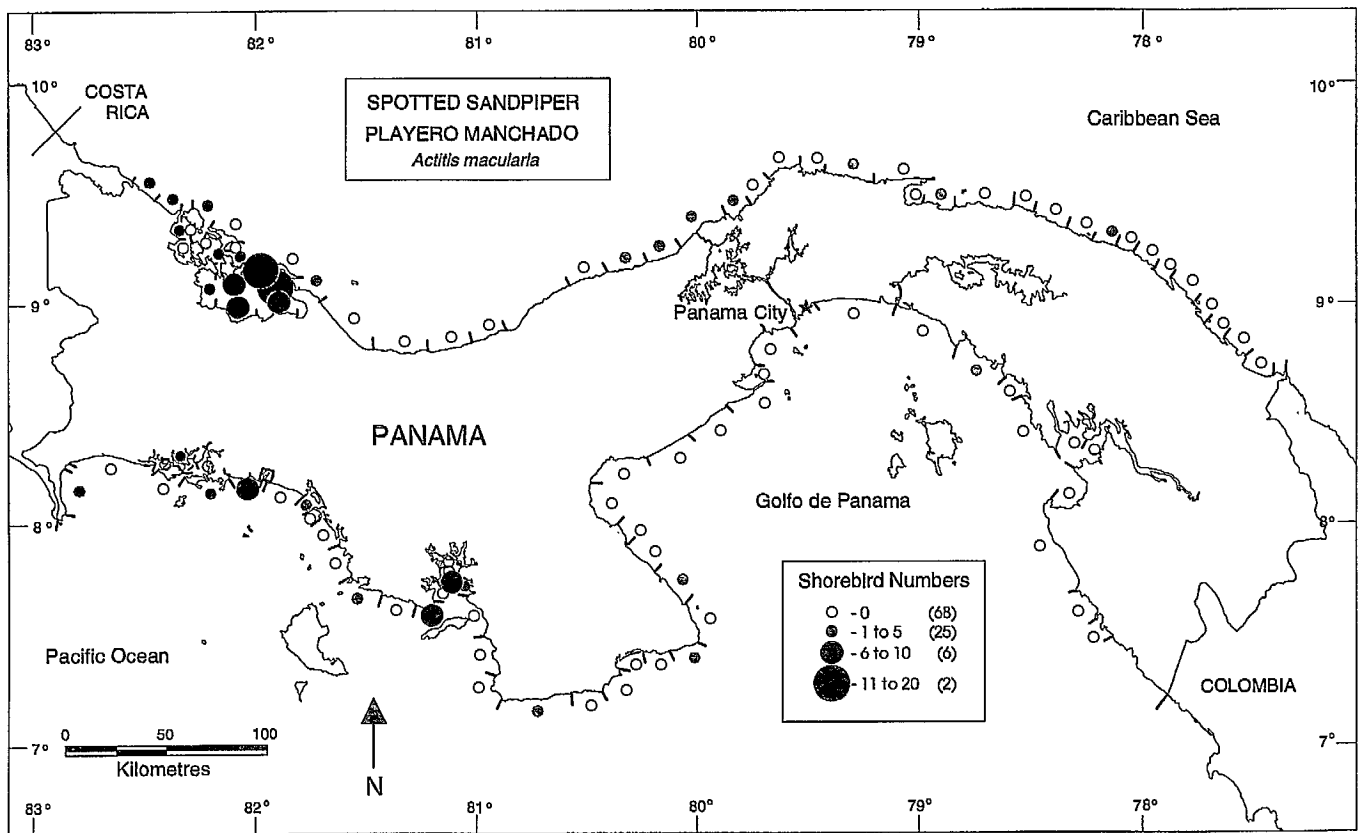 83°
82°
81°
80°
79°
78°
10°
10°
COSTA
RICA
SPOTTED SANDPIPER
PLAYERO MANCHADO
Actitis macularia
Caribbean Sea
9°
9°
Panama City
PANAMA
Golfo de Panama
8°
8°
Shorebird Numbers
- 0 (68)
- 1 to 5 (25)
- 6 to 10 (6)
- 11 to 20 (2)
Pacific Ocean
COLOMBIA
0 50 100
Kilometres
N
7°
7°
83°
82°
81°
80°
79°
78°